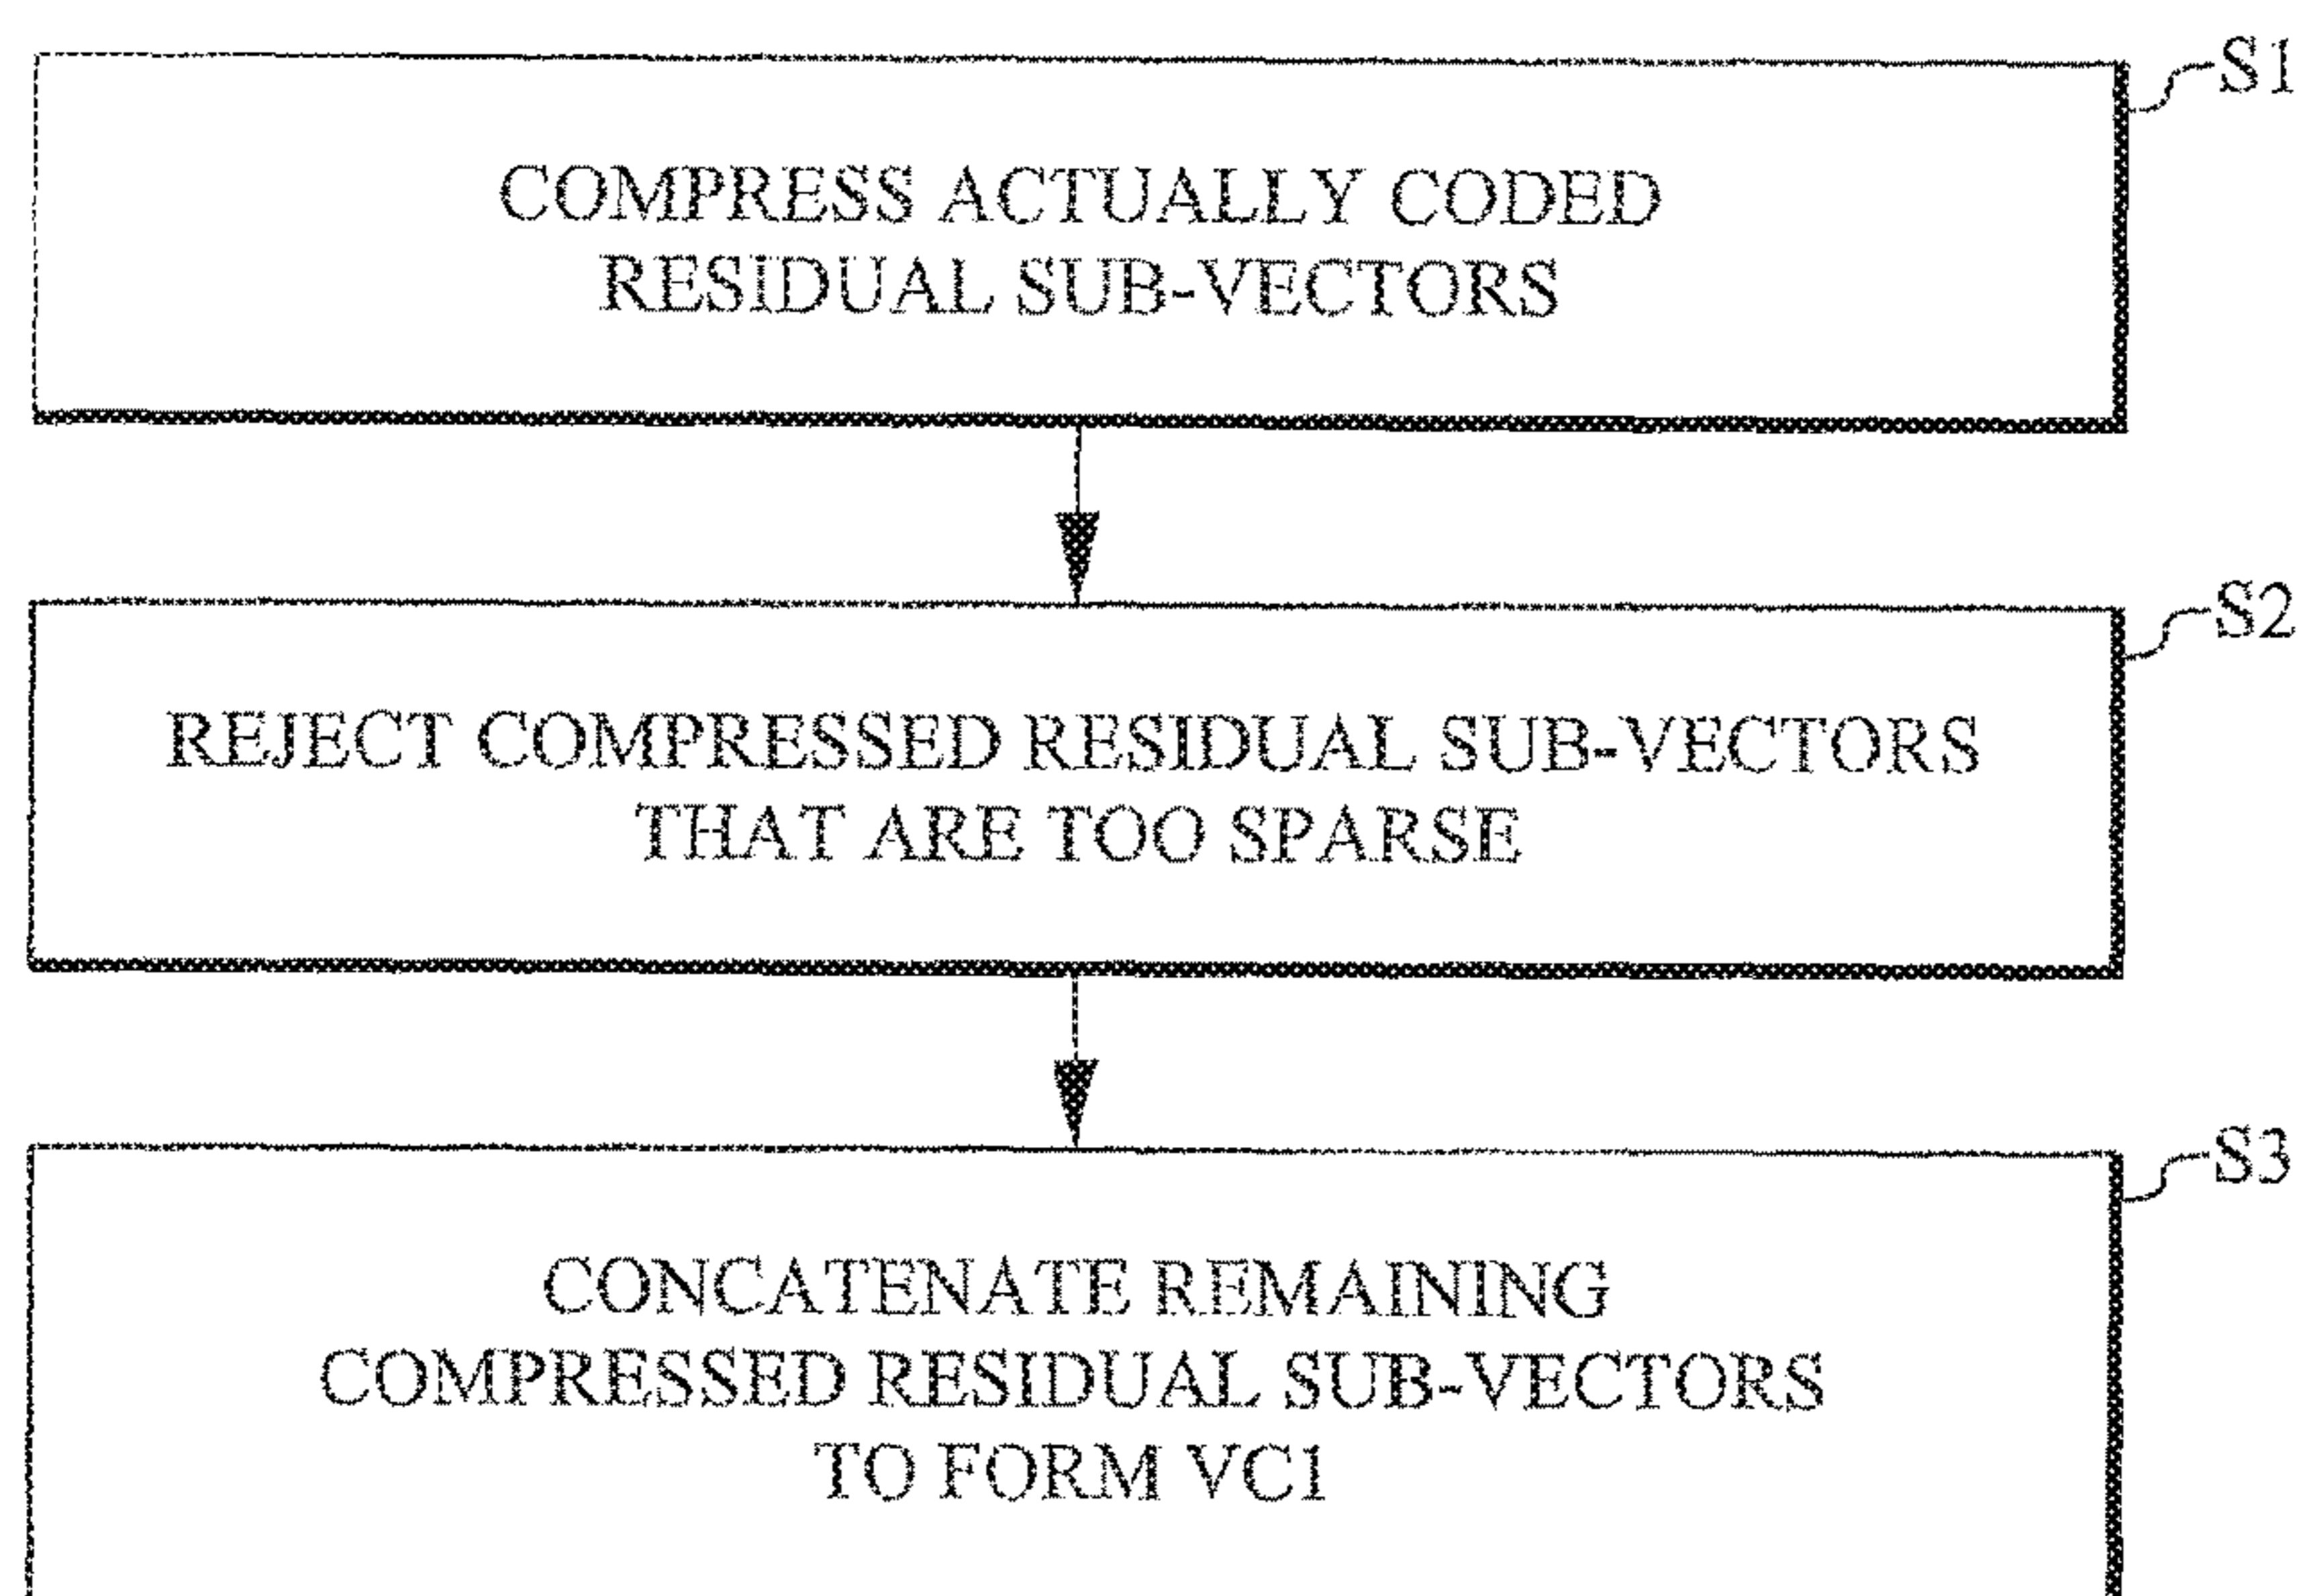 S1
COMPRESS ACTUALLY CODED
RESIDUAL SUB-VECTORS
S2
REJECT COMPRESSED RESIDUAL SUB-VECTORS
THAT ARE TOO SPARSE
S3
CONCATENATE REMAINING
COMPRESSED RESIDUAL SUB-VECTORS
TO FORM VC1